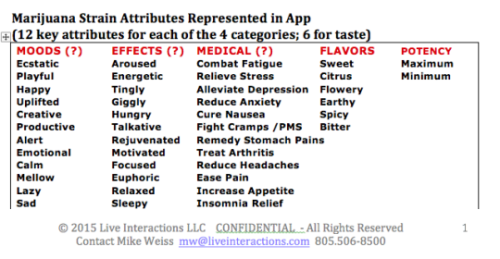 Marijuana Strain Attributes Represented in App
(12 key attributes for each of the 4 categories; 6 for taste)
MOODS (?) EFFECTS (?) MEDICAL (?) FLAVORS POTENCY
Ecstatic Aroused Combat Fatigue Sweet Maximum
Playful Energetic Relieve Stress Citrus Minimum
Happy Tingly Alleviate Depression Flowery
Uplifted Giggly Reduce Anxiety Earthy
Creative Hungry Cure Nausea Spicy
Productive Talkative Fight Cramps /PMS Bitter
Alert Rejuvenated Remedy Stomach Pains
Emotional Motivated Treat Arthritis
Calm Focused Reduce Headaches
Mellow Euphoric Ease Pain
Lazy Relaxed Increase Appetite
Sad Sleepy Insomnia Relief
© 2015 Live Interactions LLC CONFIDENTIAL - All Rights Reserved 1
Contact Mike Weiss mw@liveinteractions.com 805.506-8500